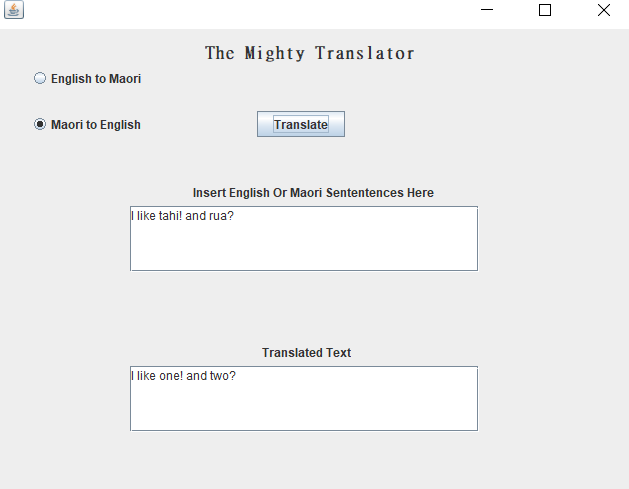 The Mighty Translator
English to Maori
Maori to English
Translate
Insert English Or Maori Sententences Here
I like tahi! and rua?
Translated Text
I like one! and two?